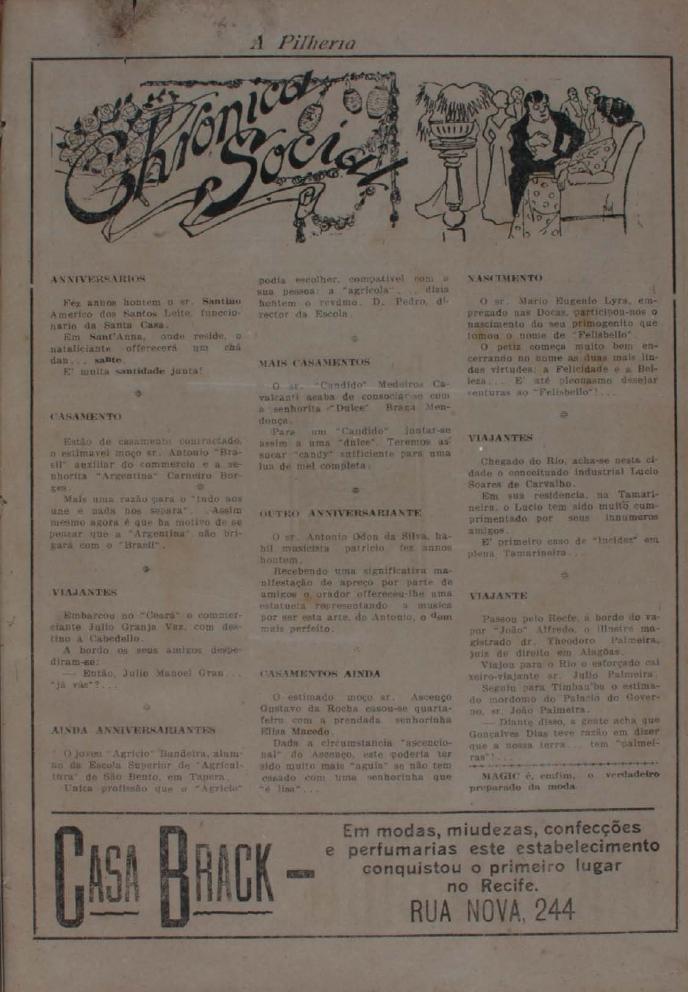 A Pilheria
Chronica
Social
ANNIVERSARIOS
Fez annos hontem o sr. Santino
Americo dos Santos Leite, funccio-
nario da Santa Casa.
Em Sant'Anna, onde reside, o
nataliciante offerecerá um chá
dan... sante.
E' muita santidade junta!
CASAMENTO
Estão de casamento contractado,
o estimavel moço sr. Antonio "Bra-
sil" auxiliar do commercio e a se-
nhorita "Argentina" Carneiro Bor-
ges.
Mais uma razão para o "tudo nos
une e nada nos separa". Assim
mesmo agora é que ha motivo de se
pensar que a "Argentina" não bri-
gará com o "Brasil".
VIAJANTES
Embarcou no "Ceará" o commer-
ciante Julio Granja Vaz, com des-
tino á Cabedello.
A bordo os seus amigos despe-
diram-se:
— Então, Julio Manoel Gran...
"já vás"?...
AINDA ANNIVERSARIANTES
O joven "Agricio" Bandeira, alum-
no da Escola Superior de "Agricul-
tura" de São Bento, em Tapera.
Unica profissão que o "Agricio"
podia escolher, compativel com a
sua pessoa: a "agricola"... dizia
hontem o revdmo. D. Pedro, di-
rector da Escola.
MAIS CASAMENTOS
O sr. "Candido" Medeiros Ca-
valcanti acaba de consociar-se com
a senhorita "Dulce" Braga Men-
donça.
Para um "Candido" juntar-se
assim a uma "dulce". Teremos as-
sucar "candy" sufficiente para uma
lua de mel completa.
OUTRO ANNIVERSARIANTE
O sr. Antonio Odon da Silva, ha-
bil musicista patricio, fez annos
hontem.
Recebendo uma significativa ma-
nifestação de apreço por parte de
amigos o orador offereceu-lhe uma
estatueta representando a musica
por ser esta arte, do Antonio, o dom
mais perfeito.
CASAMENTOS AINDA
O estimado moço sr. Ascenço
Gustavo da Rocha casou-se quarta-
feira com a prendada senhorinha
Elisa Macedo.
Dada a circumstancia "ascencio-
nal" do Ascenço, este poderia ter
sido muito mais "aguia" se não tem
casado com uma senhorinha que
"é lisa"...
NASCIMENTO
O sr. Mario Eugenio Lyra, em-
pregado nas Docas, participou-nos o
nascimento do seu primogenito que
tomou o nome de "Felisbello".
O petiz começa muito bem en-
cerrando no nome as duas mais lin-
das virtudes: a Felicidade e a Bel-
leza... E' até pleonasmo desejar
venturas ao "Felisbello"!...
VIAJANTES
Chegado do Rio, acha-se nesta ci-
dade o conceituado industrial Lucio
Soares de Carvalho.
Em sua residencia, na Tamari-
neira, o Lucio tem sido muito cum-
primentado por seus innumeros
amigos.
E' primeiro caso de "lucidez" em
plena Tamarineira...
VIAJANTE
Passou pelo Recfe, á bordo do va-
por "João" Alfredo, o illustre ma-
gistrado dr. Theodoro Palmeira,
juis de direito em Alagôas.
Viajou para o Rio o esforçado cai
xeiro-viajante sr. Julio Palmeira.
Seguiu para Timbau'ba o estima-
do mordomo do Palacio do Gover-
no, sr. João Palmeira.
— Diante disso, a gente acha que
Gonçalves Dias teve razão em dizer
que a nossa terra... tem "palmei-
ras"!...
MAGIC é, emfim, o verdadeiro
preparado da moda.
CASA BRACK —
Em modas, miudezas, confecções
e perfumarias este estabelecimento
conquistou o primeiro lugar
no Recife.
RUA NOVA, 244